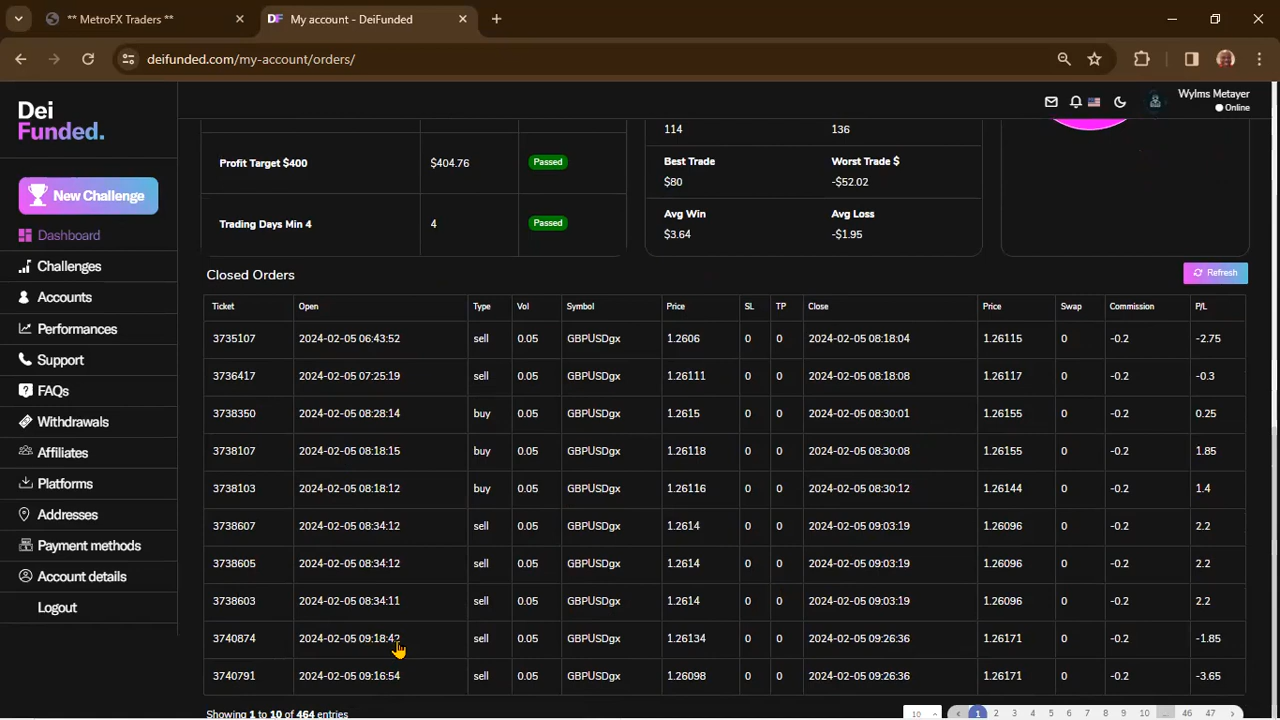 ** MetroFX Traders **
DF My account - DeiFunded
deifunded.com/my-account/orders/
Dei
Funded.
Wylms Metayer
Online
New Challenge
Dashboard
Challenges
Accounts
Performances
Support
FAQs
Withdrawals
Affiliates
Platforms
Addresses
Payment methods
Account details
Logout
Profit Target $400 $404.76 Passed
Trading Days Min 4 4 Passed
114 136
Best Trade Worst Trade $
$80 -$52.02
Avg Win Avg Loss
$3.64 -$1.95
Closed Orders
Refresh
Ticket Open Type Vol Symbol Price SL TP Close Price Swap Commission P/L
3735107 2024-02-05 06:43:52 sell 0.05 GBPUSDgx 1.2606 0 0 2024-02-05 08:18:04 1.26115 0 -0.2 -2.75
3736417 2024-02-05 07:25:19 sell 0.05 GBPUSDgx 1.26111 0 0 2024-02-05 08:18:08 1.26117 0 -0.2 -0.3
3738350 2024-02-05 08:28:14 buy 0.05 GBPUSDgx 1.2615 0 0 2024-02-05 08:30:01 1.26155 0 -0.2 0.25
3738107 2024-02-05 08:18:15 buy 0.05 GBPUSDgx 1.26118 0 0 2024-02-05 08:30:08 1.26155 0 -0.2 1.85
3738103 2024-02-05 08:18:12 buy 0.05 GBPUSDgx 1.26116 0 0 2024-02-05 08:30:12 1.26144 0 -0.2 1.4
3738607 2024-02-05 08:34:12 sell 0.05 GBPUSDgx 1.2614 0 0 2024-02-05 09:03:19 1.26096 0 -0.2 2.2
3738605 2024-02-05 08:34:12 sell 0.05 GBPUSDgx 1.2614 0 0 2024-02-05 09:03:19 1.26096 0 -0.2 2.2
3738603 2024-02-05 08:34:11 sell 0.05 GBPUSDgx 1.2614 0 0 2024-02-05 09:03:19 1.26096 0 -0.2 2.2
3740874 2024-02-05 09:18:42 sell 0.05 GBPUSDgx 1.26134 0 0 2024-02-05 09:26:36 1.26171 0 -0.2 -1.85
3740791 2024-02-05 09:16:54 sell 0.05 GBPUSDgx 1.26098 0 0 2024-02-05 09:26:36 1.26171 0 -0.2 -3.65
Showing 1 to 10 of 464 entries 10 1 2 3 4 5 6 7 8 9 10 ... 46 47